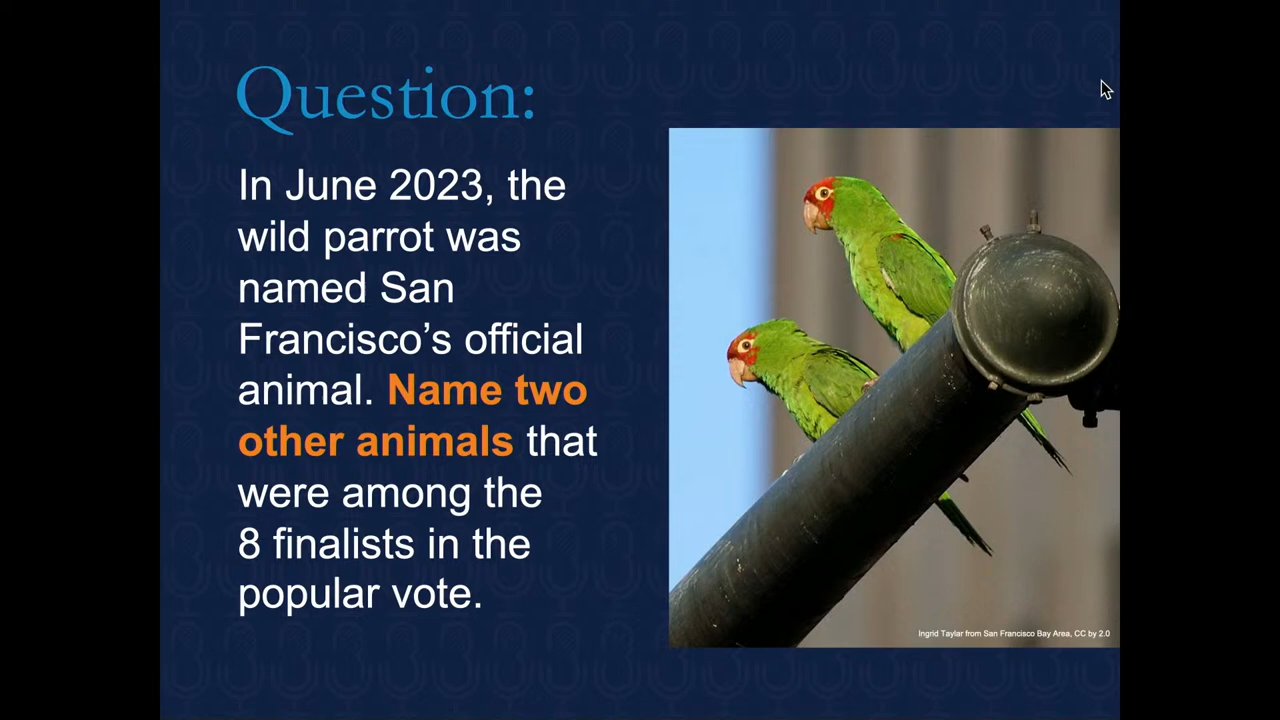 Question:
In June 2023, the
wild parrot was
named San
Francisco’s official
animal. Name two
other animals that
were among the
8 finalists in the
popular vote.
Ingrid Taylor from San Francisco Bay Area, CC by 2.0